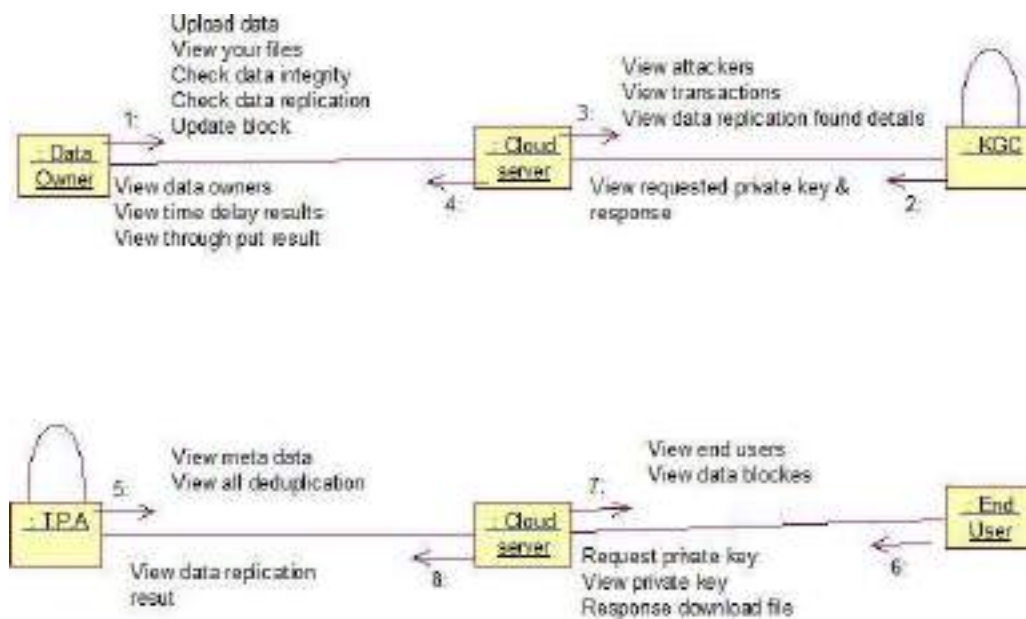 Upload data
View your files
Check data integrity
Check data replication
Update block
1:
: Data
Owner
View data owners
View time delay results
View through put result
4:
: Cloud
server
3:
View attackers
View transactions
View data replication found details
View requested private key &
response
2:
: KGC
5:
View meta data
View all deduplication
: T.P.A
View data replication
resut
8:
: Cloud
server
7:
View end users
View data blockes
Request private key
View private key
Response download file
6:
: End
User